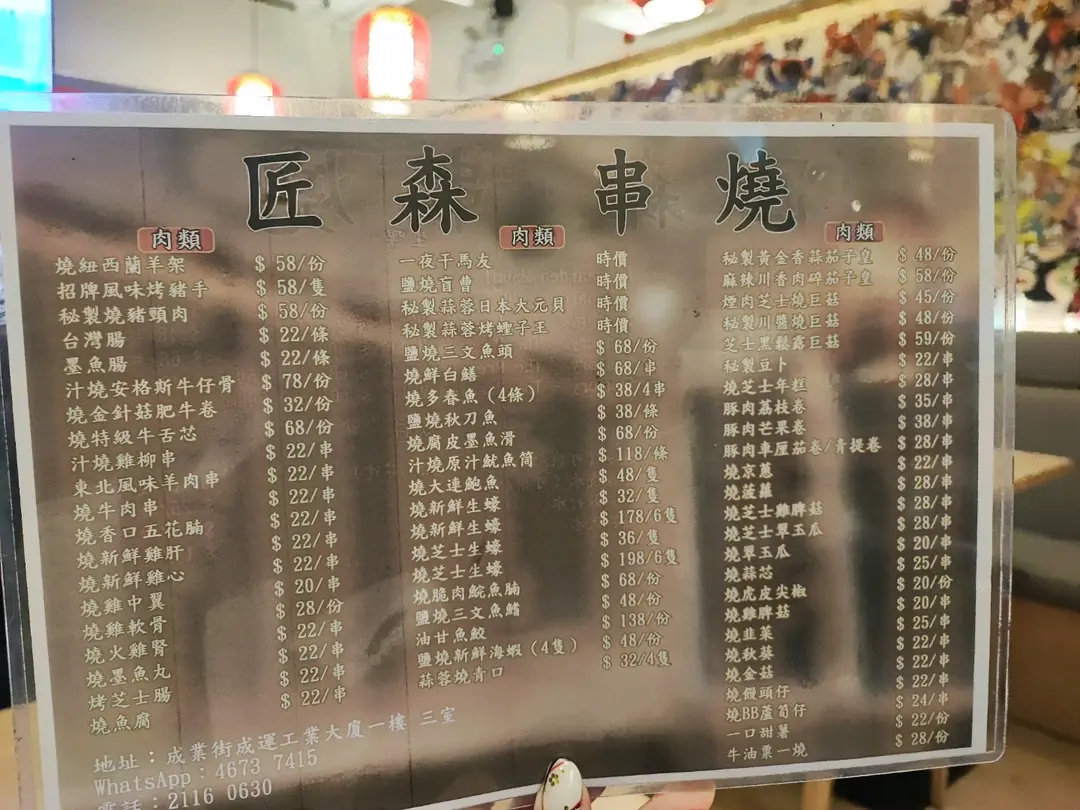 匠森串燒
肉類
燒紐西蘭羊架 $ 58/份
招牌風味烤豬手 $ 58/隻
秘製燒豬頸肉 $ 58/份
台灣腸 $ 22/條
墨魚腸 $ 22/條
汁燒安格斯牛仔骨 $ 78/份
燒金針菇肥牛卷 $ 32/份
燒特級牛舌芯 $ 68/份
汁燒雞柳串 $ 22/串
東北風味羊肉串 $ 22/串
燒牛肉串 $ 22/串
燒香口五花腩 $ 22/串
燒新鮮雞肝 $ 22/串
燒新鮮雞心 $ 22/串
燒雞中翼 $ 20/串
燒雞軟骨 $ 28/份
燒火雞腎 $ 22/串
燒墨魚丸 $ 22/串
烤芝士腸 $ 22/串
燒魚腐 $ 22/串
肉類
一夜干馬友 時價
鹽燒盲曹 時價
秘製蒜蓉日本大元貝 時價
秘製蒜蓉烤蟶子王 時價
鹽燒三文魚頭 $ 68/份
燒鮮白鱔 $ 68/串
燒多春魚(4條) $ 38/4串
鹽燒秋刀魚 $ 38/條
燒腐皮墨魚滑 $ 68/份
汁燒原汁魷魚筒 $ 118/條
燒大連鮑魚 $ 48/隻
燒新鮮生蠔 $ 32/隻
燒新鮮生蠔 $ 178/6隻
燒芝士生蠔 $ 36/隻
燒芝士生蠔 $ 198/6隻
燒脆肉鯇魚腩 $ 68/份
鹽燒三文魚鰭 $ 48/份
油甘魚鮫 $ 138/份
鹽燒新鮮海蝦(4隻) $ 48/份
蒜蓉燒青口 $ 32/4隻
肉類
秘製黃金香蒜茄子皇 $ 48/份
麻辣川香肉碎茄子皇 $ 58/份
煙肉芝士燒巨菇 $ 45/份
秘製川醬燒巨菇 $ 48/份
芝士黑鬆露巨菇 $ 59/份
秘製豆卜 $ 22/串
燒芝士年糕 $ 28/串
豚肉荔枝卷 $ 35/串
豚肉芒果卷 $ 38/串
豚肉車厘茄卷/青提卷 $ 28/串
燒京蔥 $ 22/串
燒菠蘿 $ 28/串
燒芝士雞脾菇 $ 28/串
燒芝士翠玉瓜 $ 28/串
燒翠玉瓜 $ 20/串
燒蒜芯 $ 25/串
燒虎皮尖椒 $ 20/份
燒雞脾菇 $ 20/串
燒韭菜 $ 25/串
燒秋葵 $ 22/串
燒金菇 $ 22/串
燒饅頭仔 $ 22/串
燒BB蘆筍仔 $ 24/串
一口甜薯 $ 22/份
牛油粟一燒 $ 28/份
地址：成業街成運工業大廈一樓 三室
WhatsApp：4673 7415
電話：2116 0630